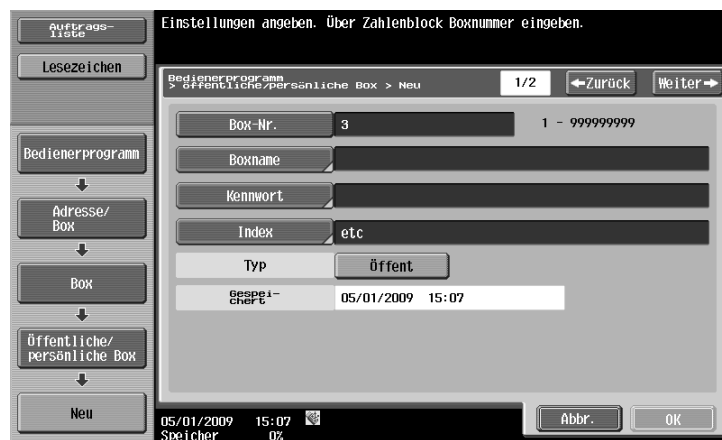 Auftrags-
liste
Lesezeichen
Bedienerprogramm
Adresse/
Box
Box
Öffentliche/
persönliche Box
Neu
Einstellungen angeben. Über Zahlenblock Boxnummer eingeben.
Bedienerprogramm
> öffentliche/persönliche Box > Neu
1/2
←Zurück
Weiter→
Box-Nr. 3 1 - 999999999
Boxname
Kennwort
Index etc
Typ Öffent
Gespei-
chert 05/01/2009 15:07
05/01/2009 15:07
Speicher 0%
Abbr.
OK